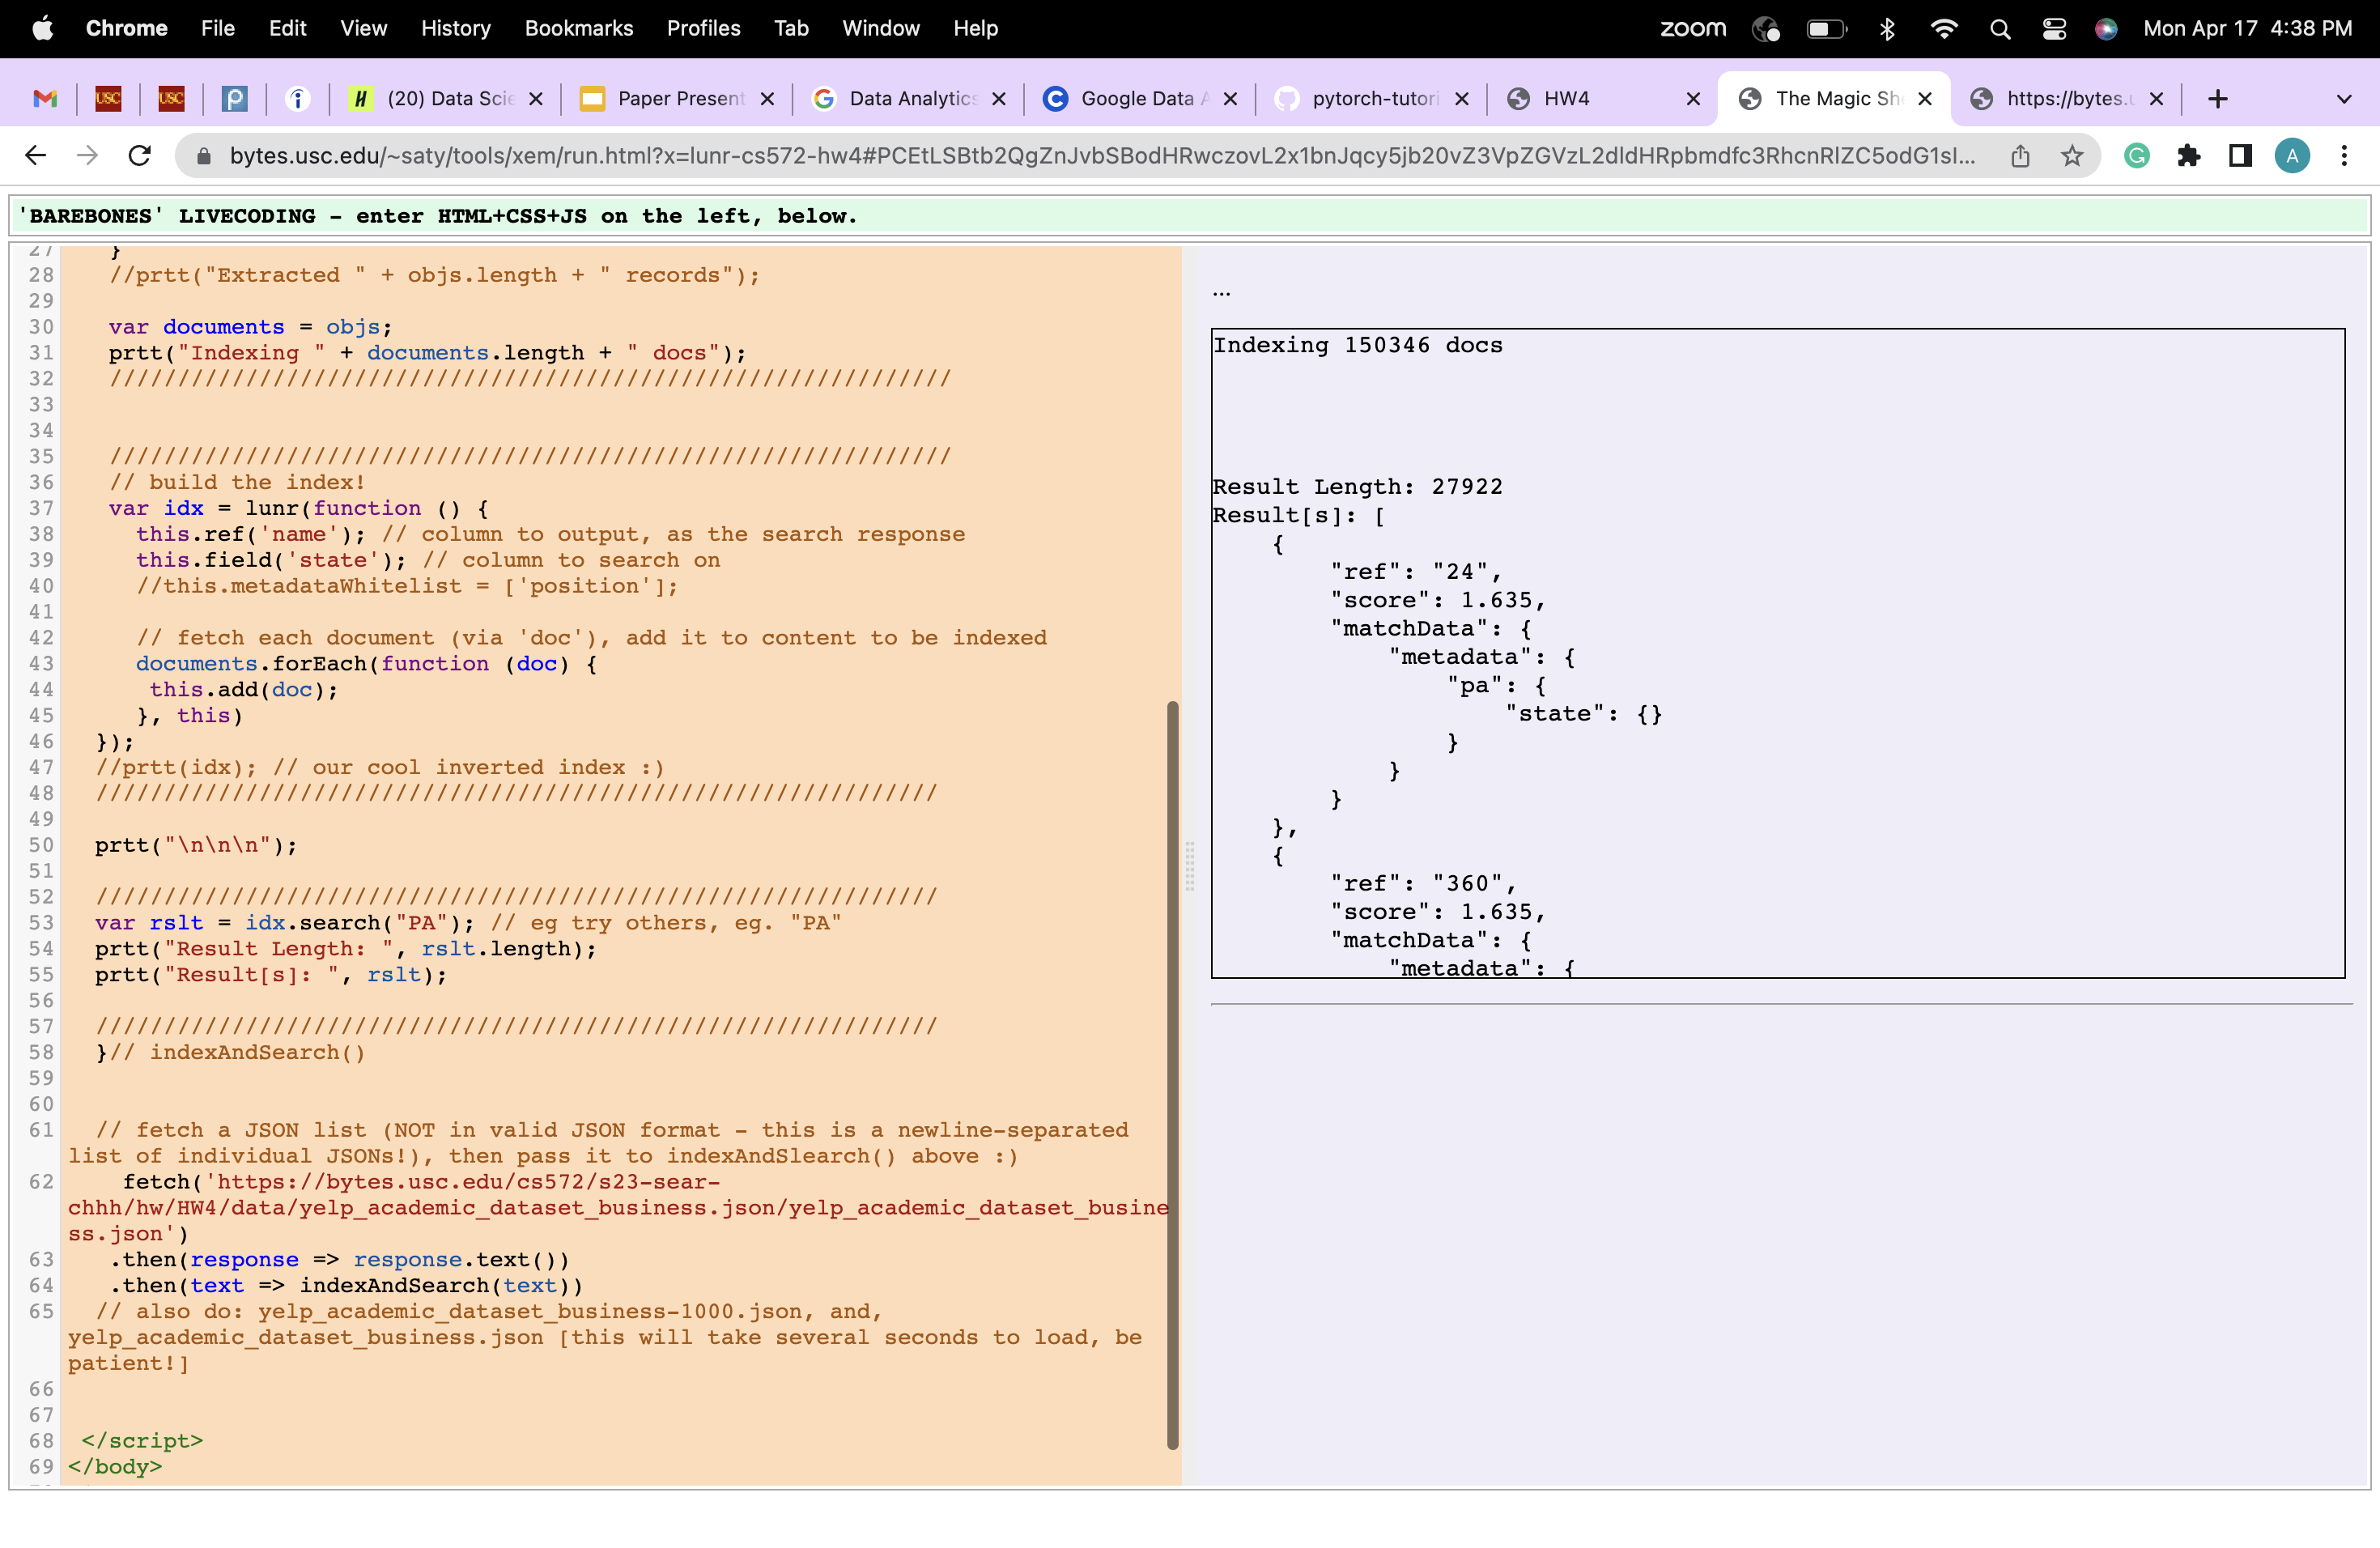 Chrome File Edit View History Bookmarks Profiles Tab Window Help zoom Mon Apr 17 4:38 PM
USC USC (20) Data Scie Paper Present Data Analytics Google Data A pytorch-tutori HW4 The Magic Sh https://bytes.u
bytes.usc.edu/~saty/tools/xem/run.html?x=lunr-cs572-hw4#PCEtLSBtb2QgZnJvbSBodHRwczovL2x1bnJqcy5jb20vZ3VpZGVzL2dldHRpbmdfc3RhcnRlZC5odG1sI... A
'BAREBONES' LIVECODING - enter HTML+CSS+JS on the left, below.
27 }
28 //prtt("Extracted " + objs.length + " records");
29
30 var documents = objs;
31 prtt("Indexing " + documents.length + " docs");
32 //////////////////////////////////////////////////////////////
33
34
35 //////////////////////////////////////////////////////////////
36 // build the index!
37 var idx = lunr(function () {
38 this.ref('name'); // column to output, as the search response
39 this.field('state'); // column to search on
40 //this.metadataWhitelist = ['position'];
41
42 // fetch each document (via 'doc'), add it to content to be indexed
43 documents.forEach(function (doc) {
44 this.add(doc);
45 }, this)
46 });
47 //prtt(idx); // our cool inverted index :)
48 //////////////////////////////////////////////////////////////
49
50 prtt("\n\n\n");
51
52 //////////////////////////////////////////////////////////////
53 var rslt = idx.search("PA"); // eg try others, eg. "PA"
54 prtt("Result Length: ", rslt.length);
55 prtt("Result[s]: ", rslt);
56
57 //////////////////////////////////////////////////////////////
58 }// indexAndSearch()
59
60
61 // fetch a JSON list (NOT in valid JSON format - this is a newline-separated
list of individual JSONs!), then pass it to indexAndSlearch() above :)
62 fetch('https://bytes.usc.edu/cs572/s23-sear-
chhh/hw/HW4/data/yelp_academic_dataset_business.json/yelp_academic_dataset_busine
ss.json')
63 .then(response => response.text())
64 .then(text => indexAndSearch(text))
65 // also do: yelp_academic_dataset_business-1000.json, and,
yelp_academic_dataset_business.json [this will take several seconds to load, be
patient!]
66
67
68 </script>
69 </body>
...
Indexing 150346 docs
Result Length: 27922
Result[s]: [
{
"ref": "24",
"score": 1.635,
"matchData": {
"metadata": {
"pa": {
"state": {}
}
}
}
},
{
"ref": "360",
"score": 1.635,
"matchData": {
"metadata": {